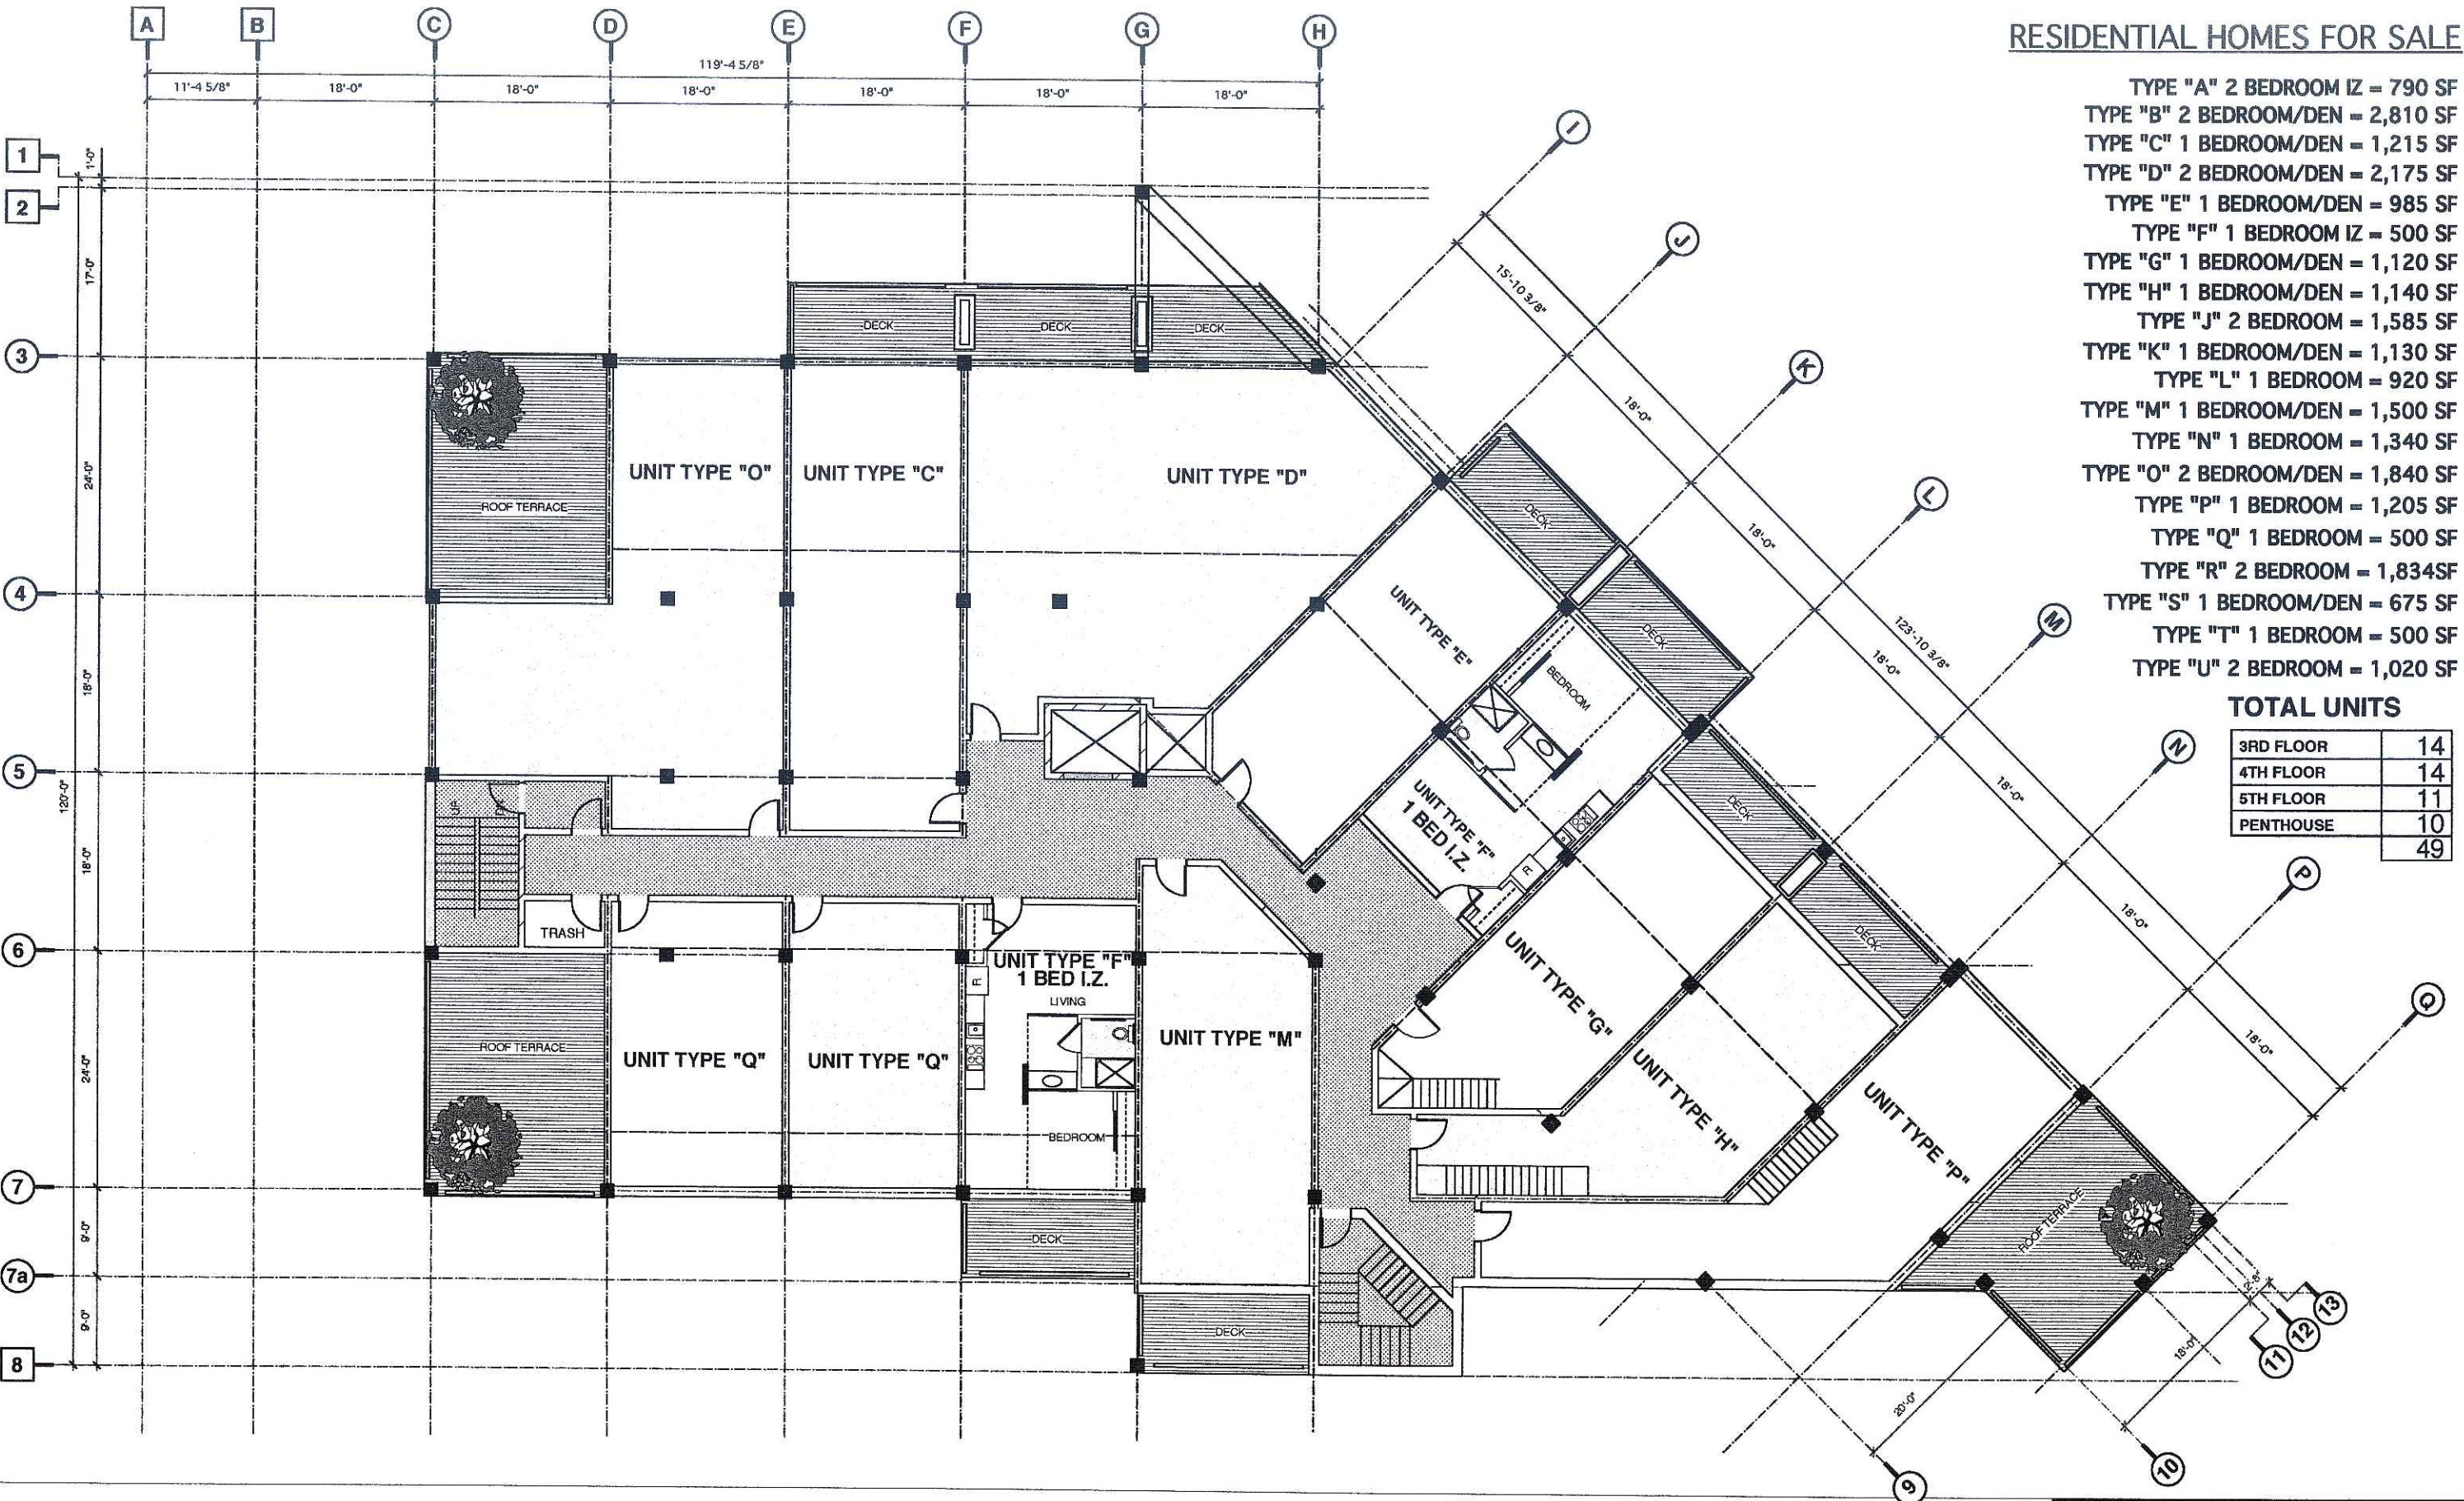 A
B
C
D
E
F
G
H
119'-4 5/8"
11'-4 5/8"
18'-0"
18'-0"
18'-0"
18'-0"
18'-0"
18'-0"
RESIDENTIAL HOMES FOR SALE
TYPE "A" 2 BEDROOM IZ = 790 SF
TYPE "B" 2 BEDROOM/DEN = 2,810 SF
TYPE "C" 1 BEDROOM/DEN = 1,215 SF
TYPE "D" 2 BEDROOM/DEN = 2,175 SF
TYPE "E" 1 BEDROOM/DEN = 985 SF
TYPE "F" 1 BEDROOM IZ = 500 SF
TYPE "G" 1 BEDROOM/DEN = 1,120 SF
TYPE "H" 1 BEDROOM/DEN = 1,140 SF
TYPE "J" 2 BEDROOM = 1,585 SF
TYPE "K" 1 BEDROOM/DEN = 1,130 SF
TYPE "L" 1 BEDROOM = 920 SF
TYPE "M" 1 BEDROOM/DEN = 1,500 SF
TYPE "N" 1 BEDROOM = 1,340 SF
TYPE "O" 2 BEDROOM/DEN = 1,840 SF
TYPE "P" 1 BEDROOM = 1,205 SF
TYPE "Q" 1 BEDROOM = 500 SF
TYPE "R" 2 BEDROOM = 1,834SF
TYPE "S" 1 BEDROOM/DEN = 675 SF
TYPE "T" 1 BEDROOM = 500 SF
TYPE "U" 2 BEDROOM = 1,020 SF
TOTAL UNITS
3RD FLOOR 14
4TH FLOOR 14
5TH FLOOR 11
PENTHOUSE 10
49
1
2
3
4
5
6
7
7a
8
1'-0"
17'-0"
24'-0"
18'-0"
120'-0"
18'-0"
24'-0"
9'-0"
9'-0"
I
J
K
L
M
N
P
Q
15'-10 3/8"
18'-0"
18'-0"
18'-0"
123'-10 3/8"
18'-0"
18'-0"
18'-0"
DECK
DECK
DECK
ROOF TERRACE
UNIT TYPE "O"
UNIT TYPE "C"
UNIT TYPE "D"
DECK
DECK
UNIT TYPE "E"
BEDROOM
UNIT TYPE "F"
1 BED I.Z.
R
DECK
DECK
UP
TRASH
ROOF TERRACE
UNIT TYPE "Q"
UNIT TYPE "Q"
UNIT TYPE "F"
1 BED I.Z.
R
LIVING
BEDROOM
DECK
UNIT TYPE "M"
DECK
UNIT TYPE "G"
UNIT TYPE "H"
UNIT TYPE "P"
ROOF TERRACE
18'-0"
20'-0"
13
12
11
10
9